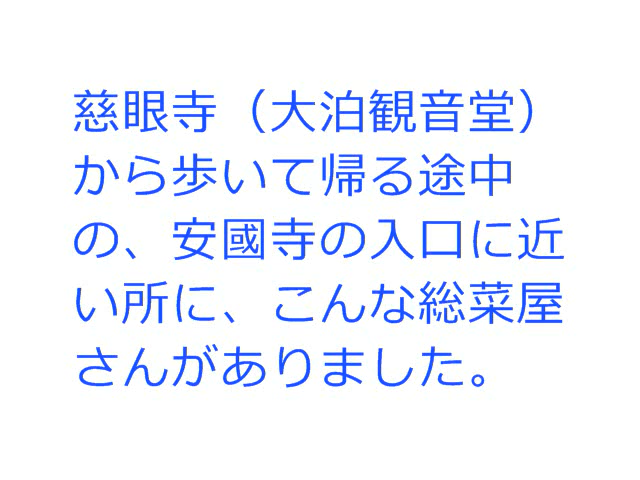 慈眼寺（大泊観音堂）
から歩いて帰る途中
の、安國寺の入口に近
い所に、こんな総菜屋
さんがありました。